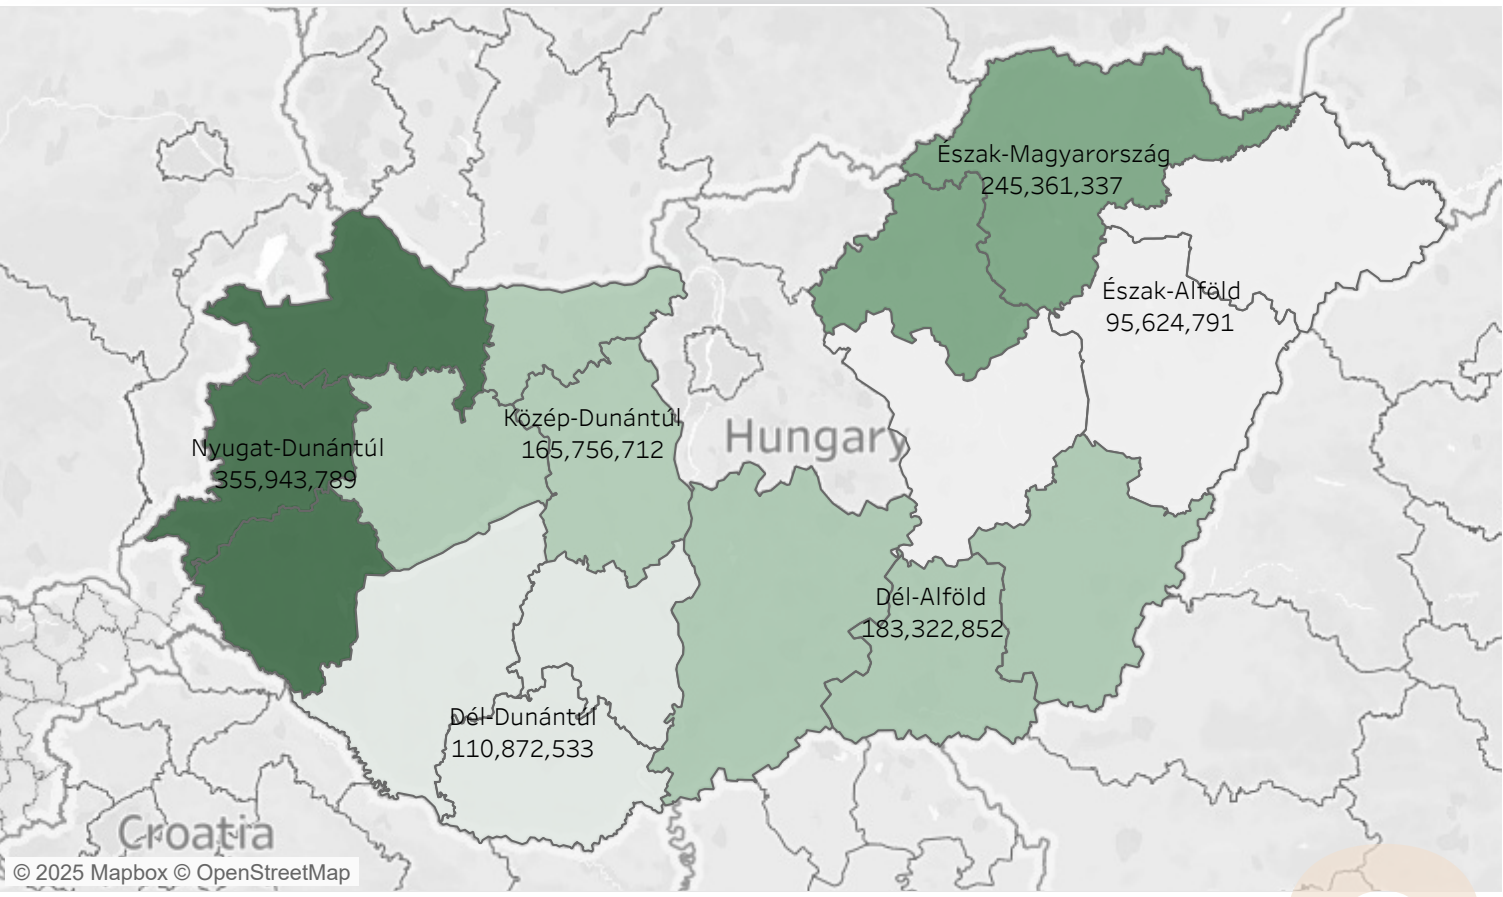 Észak-Magyarország
245,361,337
Észak-Alföld
95,624,791
Közép-Dunántúl
165,756,712
Hungary
Nyugat-Dunántúl
355,943,789
Dél-Alföld
183,322,852
Dél-Dunántúl
110,872,533
Croatia
© 2025 Mapbox © OpenStreetMap